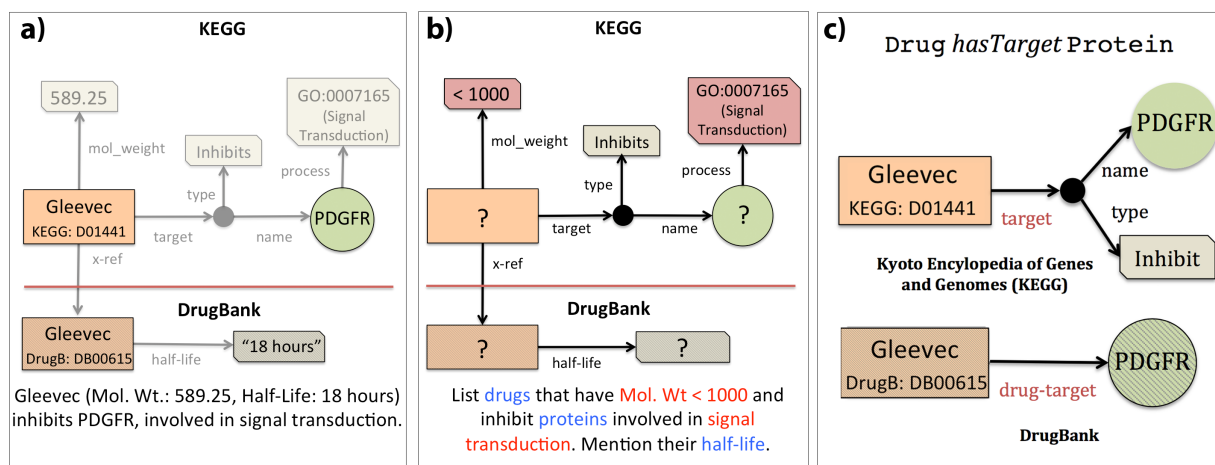 a)
KEGG
589.25
GO:0007165
(Signal
Transduction)
mol_weight
Inhibits
process
type
Gleevec
KEGG: D01441
target
name
PDGFR
x-ref
DrugBank
Gleevec
DrugB: DB00615
half-life
“18 hours”
Gleevec (Mol. Wt.: 589.25, Half-Life: 18 hours)
inhibits PDGFR, involved in signal transduction.
b)
KEGG
< 1000
GO:0007165
(Signal
Transduction)
mol_weight
Inhibits
process
type
?
target
name
?
x-ref
DrugBank
?
half-life
?
List drugs that have Mol. Wt < 1000 and
inhibit proteins involved in signal
transduction. Mention their half-life.
c)
Drug hasTarget Protein
PDGFR
Gleevec
KEGG: D01441
target
name
type
Inhibit
Kyoto Encylopedia of Genes
and Genomes (KEGG)
Gleevec
DrugB: DB00615
drug-target
PDGFR
DrugBank